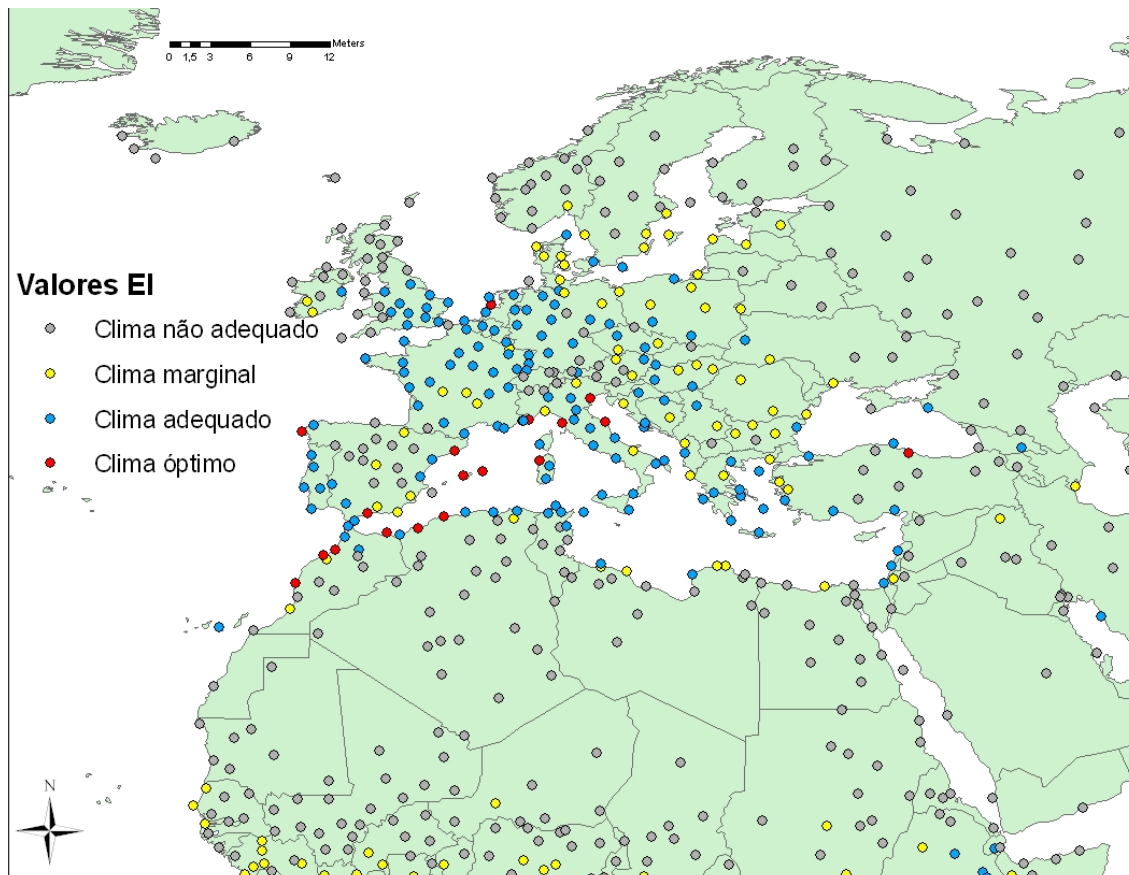 Meters
0 1,5 3 6 9 12
Valores EI
Clima não adequado
Clima marginal
Clima adequado
Clima óptimo
N